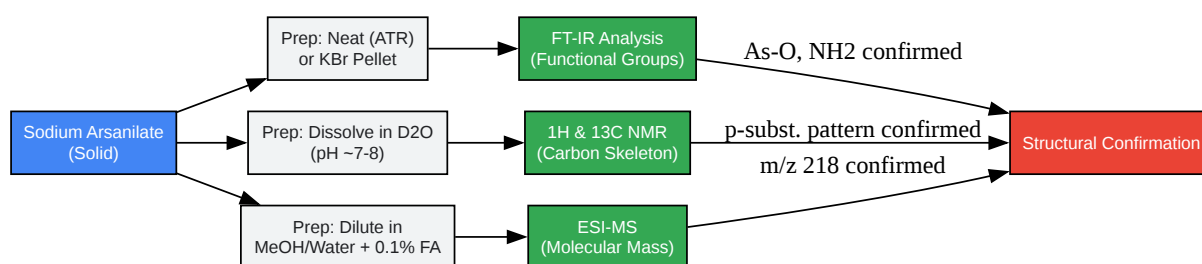 Prep: Neat (ATR)
or KBr Pellet
FT-IR Analysis
(Functional Groups)
As-O, NH2 confirmed
Sodium Arsanilate
(Solid)
Prep: Dissolve in D2O
(pH ~7-8)
1H & 13C NMR
(Carbon Skeleton)
p-subst. pattern confirmed
Structural Confirmation
m/z 218 confirmed
Prep: Dilute in
MeOH/Water + 0.1% FA
ESI-MS
(Molecular Mass)